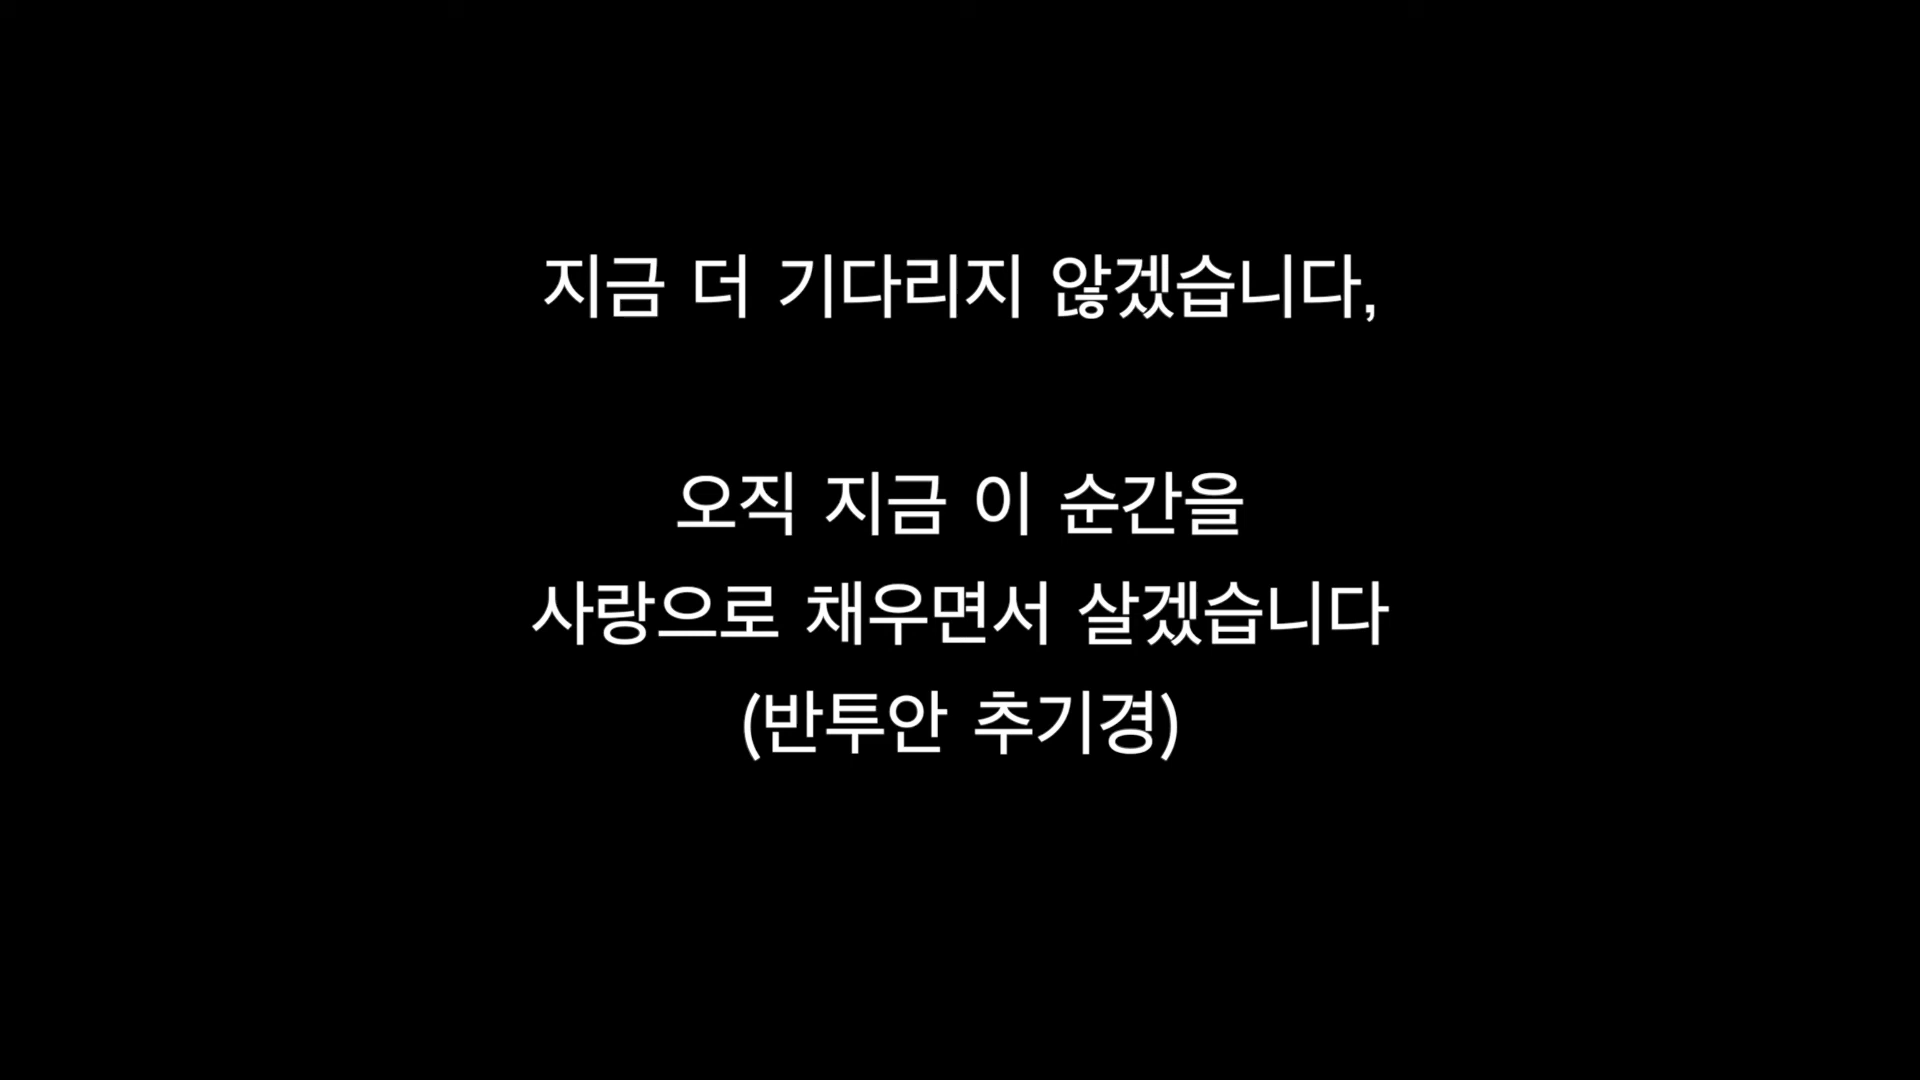 지금 더 기다리지 않겠습니다,
오직 지금 이 순간을
사랑으로 채우면서 살겠습니다
(반투안 추기경)